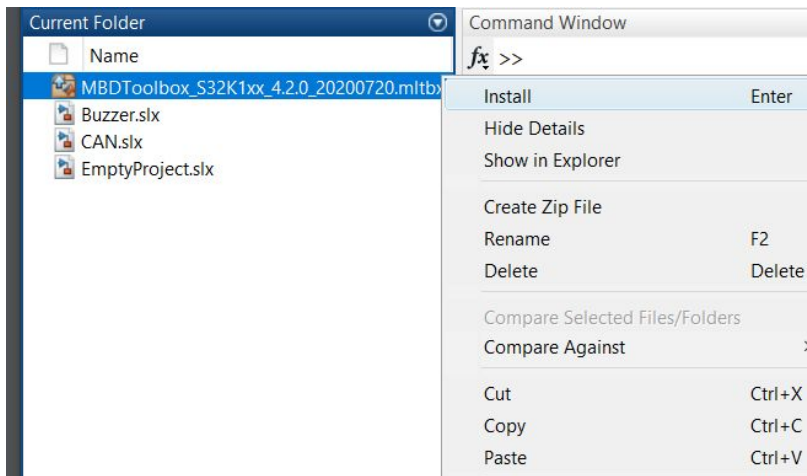 Current Folder
Name
MBDToolbox_S32K1xx_4.2.0_20200720.mltbx
Buzzer.slx
CAN.slx
EmptyProject.slx
Command Window
fx >>
Install Enter
Hide Details
Show in Explorer
Create Zip File
Rename F2
Delete Delete
Compare Selected Files/Folders
Compare Against
Cut Ctrl+X
Copy Ctrl+C
Paste Ctrl+V